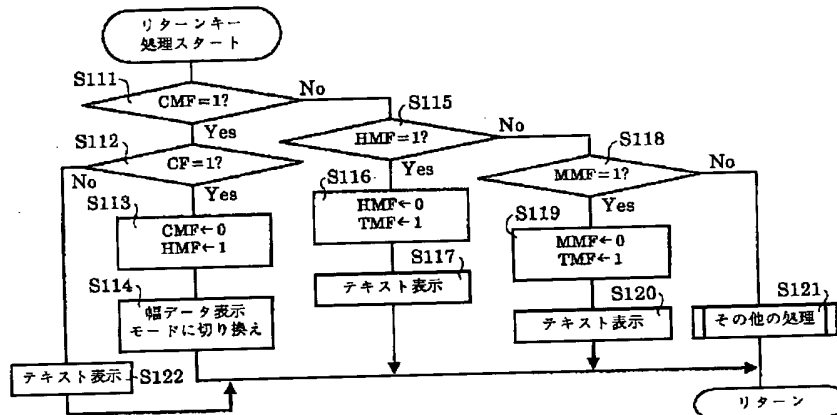 リターンキー
処理スタート
S111
CMF=1?
No
Yes
S112
CF=1?
No
Yes
S113
CMF←0
HMF←1
S114
幅データ表示
モードに切り換え
テキスト表示
S122
S115
HMF=1?
No
Yes
S116
HMF←0
TMF←1
S117
テキスト表示
S118
MMF=1?
No
Yes
S119
MMF←0
TMF←1
S120
テキスト表示
S121
その他の処理
リターン